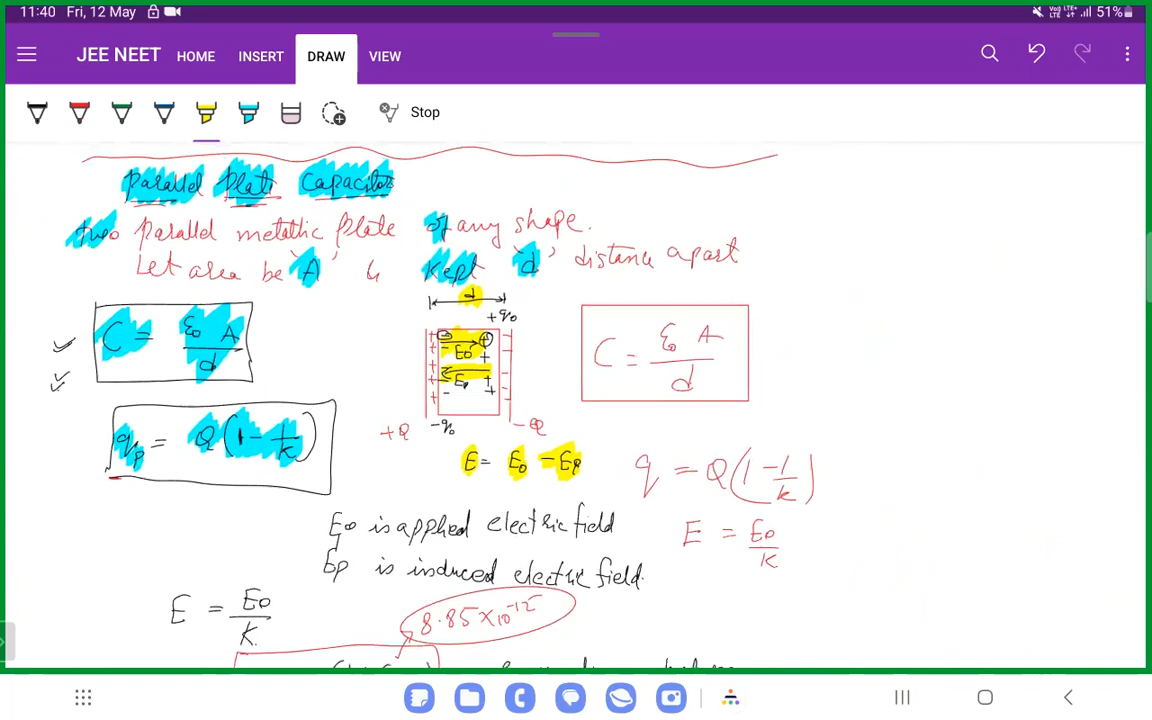 11:40 Fri, 12 May
51%
JEE NEET HOME INSERT DRAW VIEW
Stop
Parallel Plate Capacitor
two parallel metallic plate of any shape.
Let area be 'A' & kept 'd' distance apart
d
+q₀
C = ε₀ A / d
E₀
Ep
C = ε₀ A / d
+Q -q₀ -Q
qp = Q (1 - 1/k)
E = E₀ - Ep
q = Q (1 - 1/k)
E₀ is applied electric field
E = E₀/K
Ep is induced electric field.
8.85×10⁻¹²
E = E₀/K.